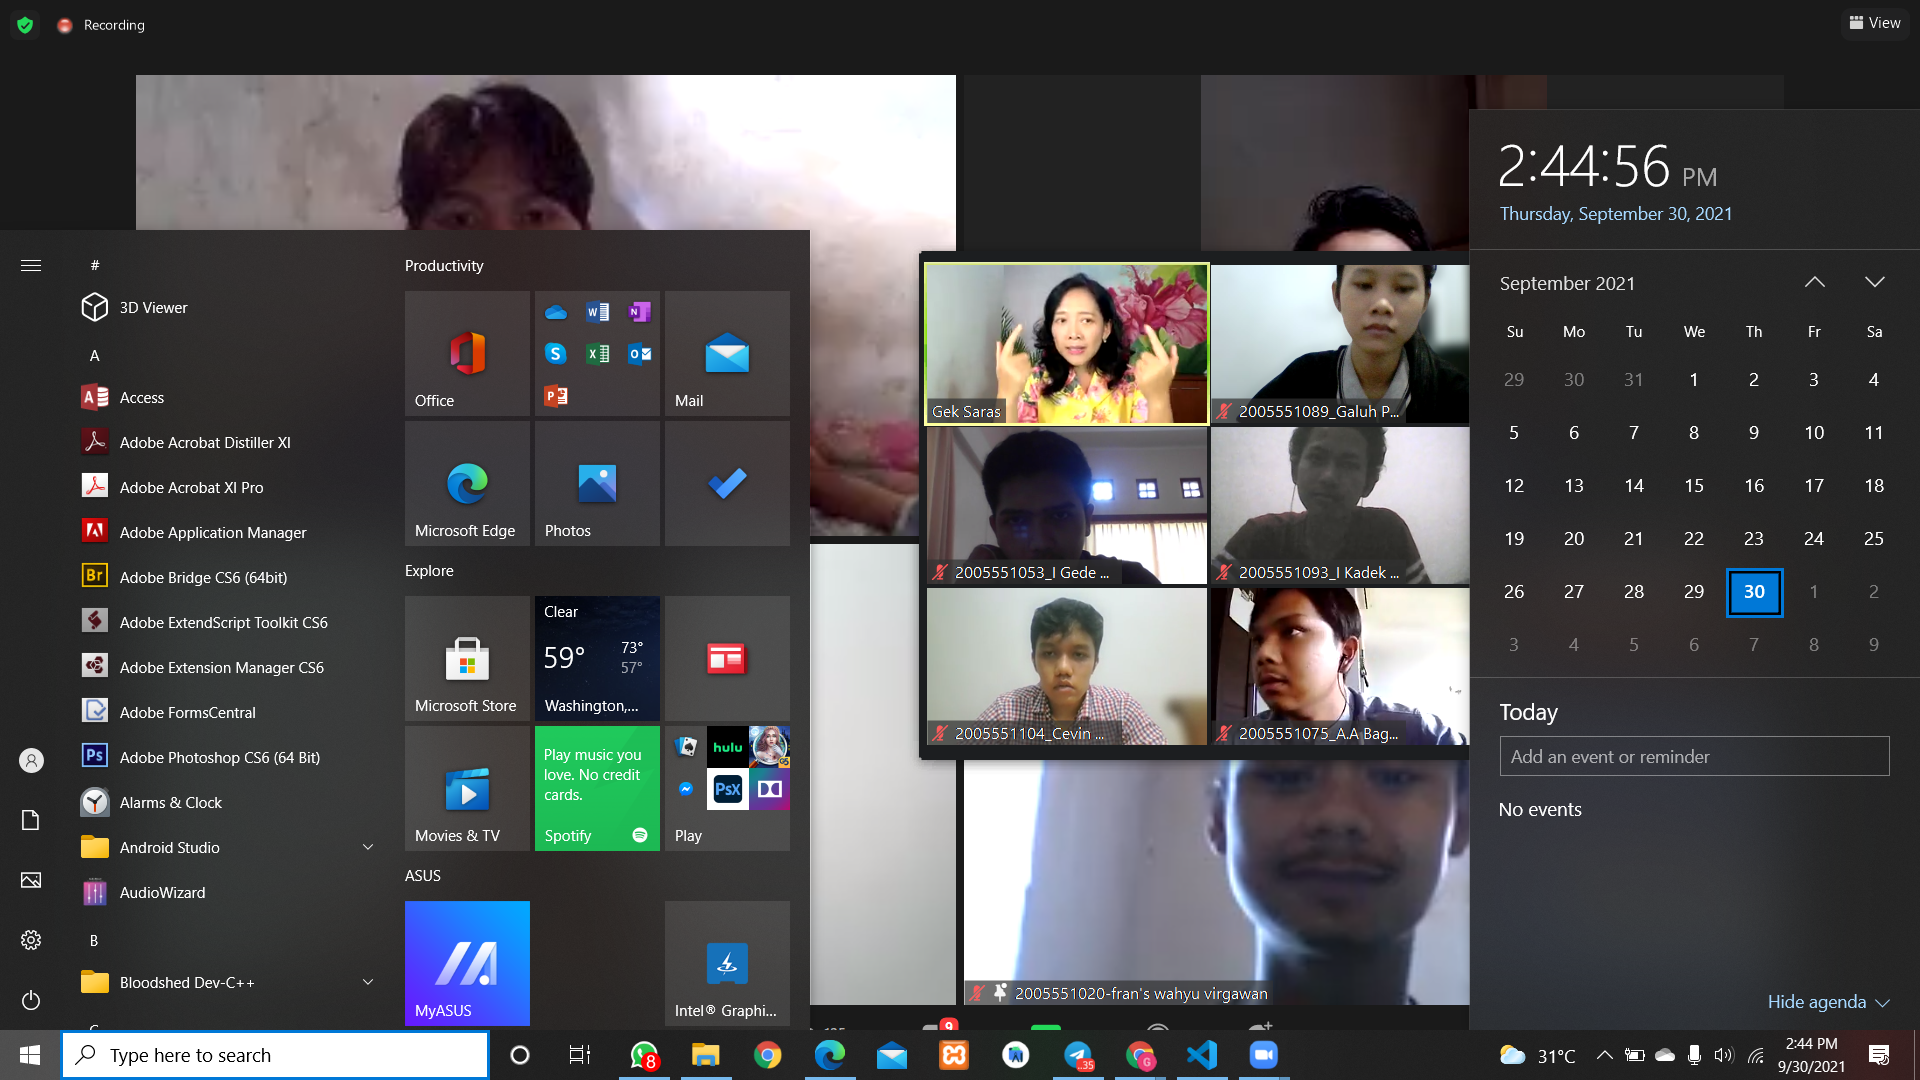 Recording
View
#
3D Viewer
A
Access
Adobe Acrobat Distiller XI
Adobe Acrobat XI Pro
Adobe Application Manager
Adobe Bridge CS6 (64bit)
Adobe ExtendScript Toolkit CS6
Adobe Extension Manager CS6
Adobe FormsCentral
Adobe Photoshop CS6 (64 Bit)
Alarms & Clock
Android Studio
AudioWizard
B
Bloodshed Dev-C++
Productivity
Office
Mail
Microsoft Edge
Photos
Explore
Microsoft Store
Clear
59°
73°
57°
Washington,...
Movies & TV
Play music you
love. No credit
cards.
Spotify
hulu
PsX
Play
ASUS
MyASUS
Intel® Graphi...
Gek Saras
2005551089_Galuh P...
2005551053_I Gede ...
2005551093_I Kadek ...
2005551104_Cevin ...
2005551075_A.A Bag...
2005551020-fran's wahyu virgawan
2:44:56 PM
Thursday, September 30, 2021
September 2021
Su Mo Tu We Th Fr Sa
29 30 31 1 2 3 4
5 6 7 8 9 10 11
12 13 14 15 16 17 18
19 20 21 22 23 24 25
26 27 28 29 30 1 2
3 4 5 6 7 8 9
Today
Add an event or reminder
No events
Hide agenda
9
Type here to search
8
35
G
31°C
2:44 PM
9/30/2021